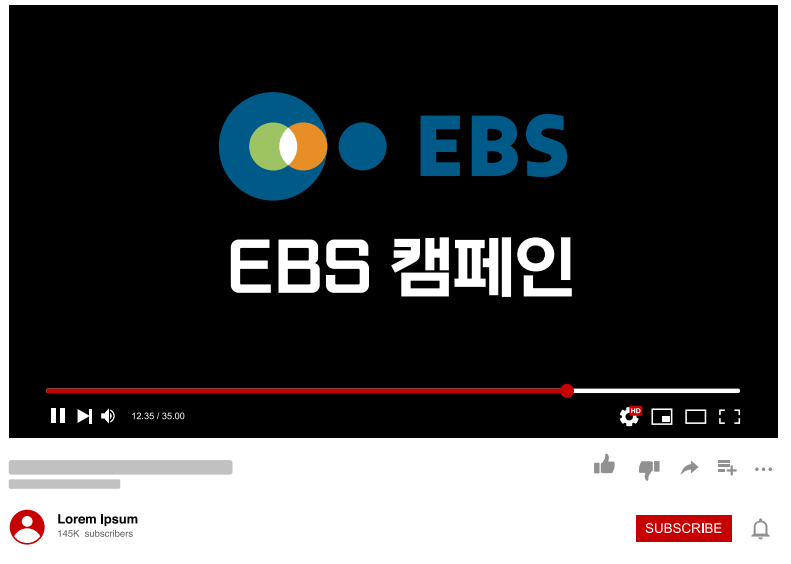 EBS
EBS 캠페인
12.35 / 35.00
HD
Lorem Ipsum
145K subscribers
SUBSCRIBE